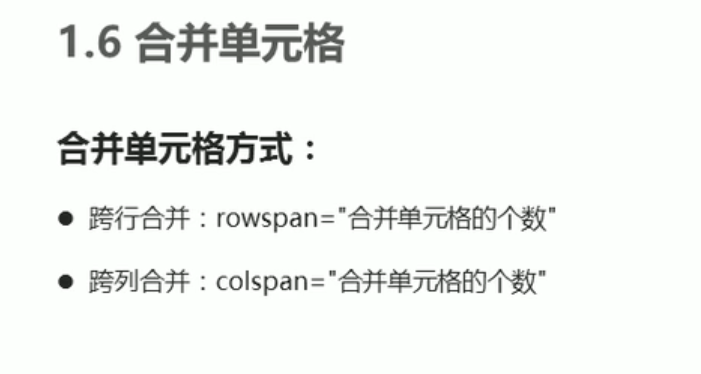 1.6 合并单元格
合并单元格方式：
● 跨行合并：rowspan="合并单元格的个数"
● 跨列合并：colspan="合并单元格的个数"